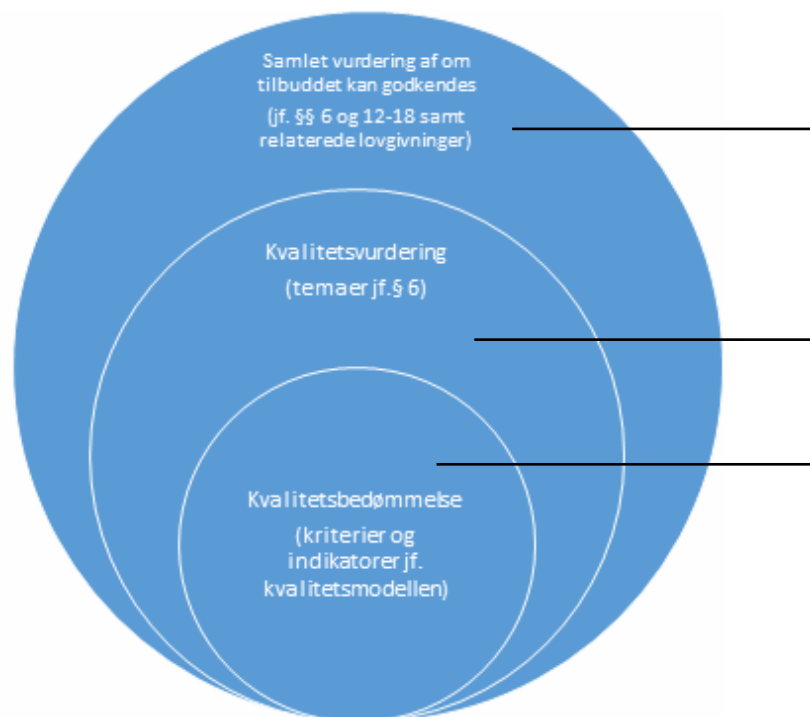 Samlet vurdering af om
tilbuddet kan godkendes
(jf. §§ 6 og 12-18 samt
relaterede lovgivninger)
Kvalitetsvurdering
(temaer jf. § 6)
Kvalitetsbedømmelse
(kriterier og
indikatorer jf.
kvalitetsmodellen)